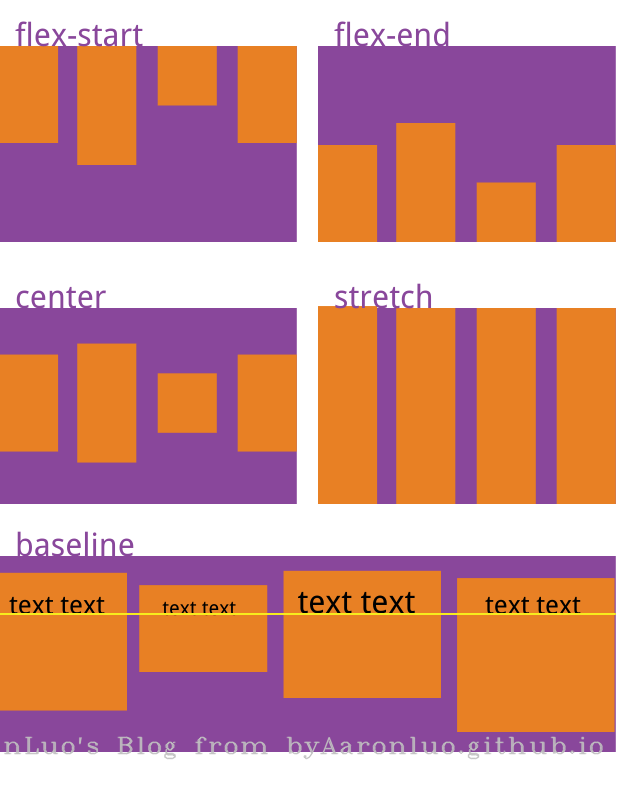 flex-start
flex-end
center
stretch
baseline
text text
text text
text text
text text
nLuo's Blog from byAaronluo.github.io